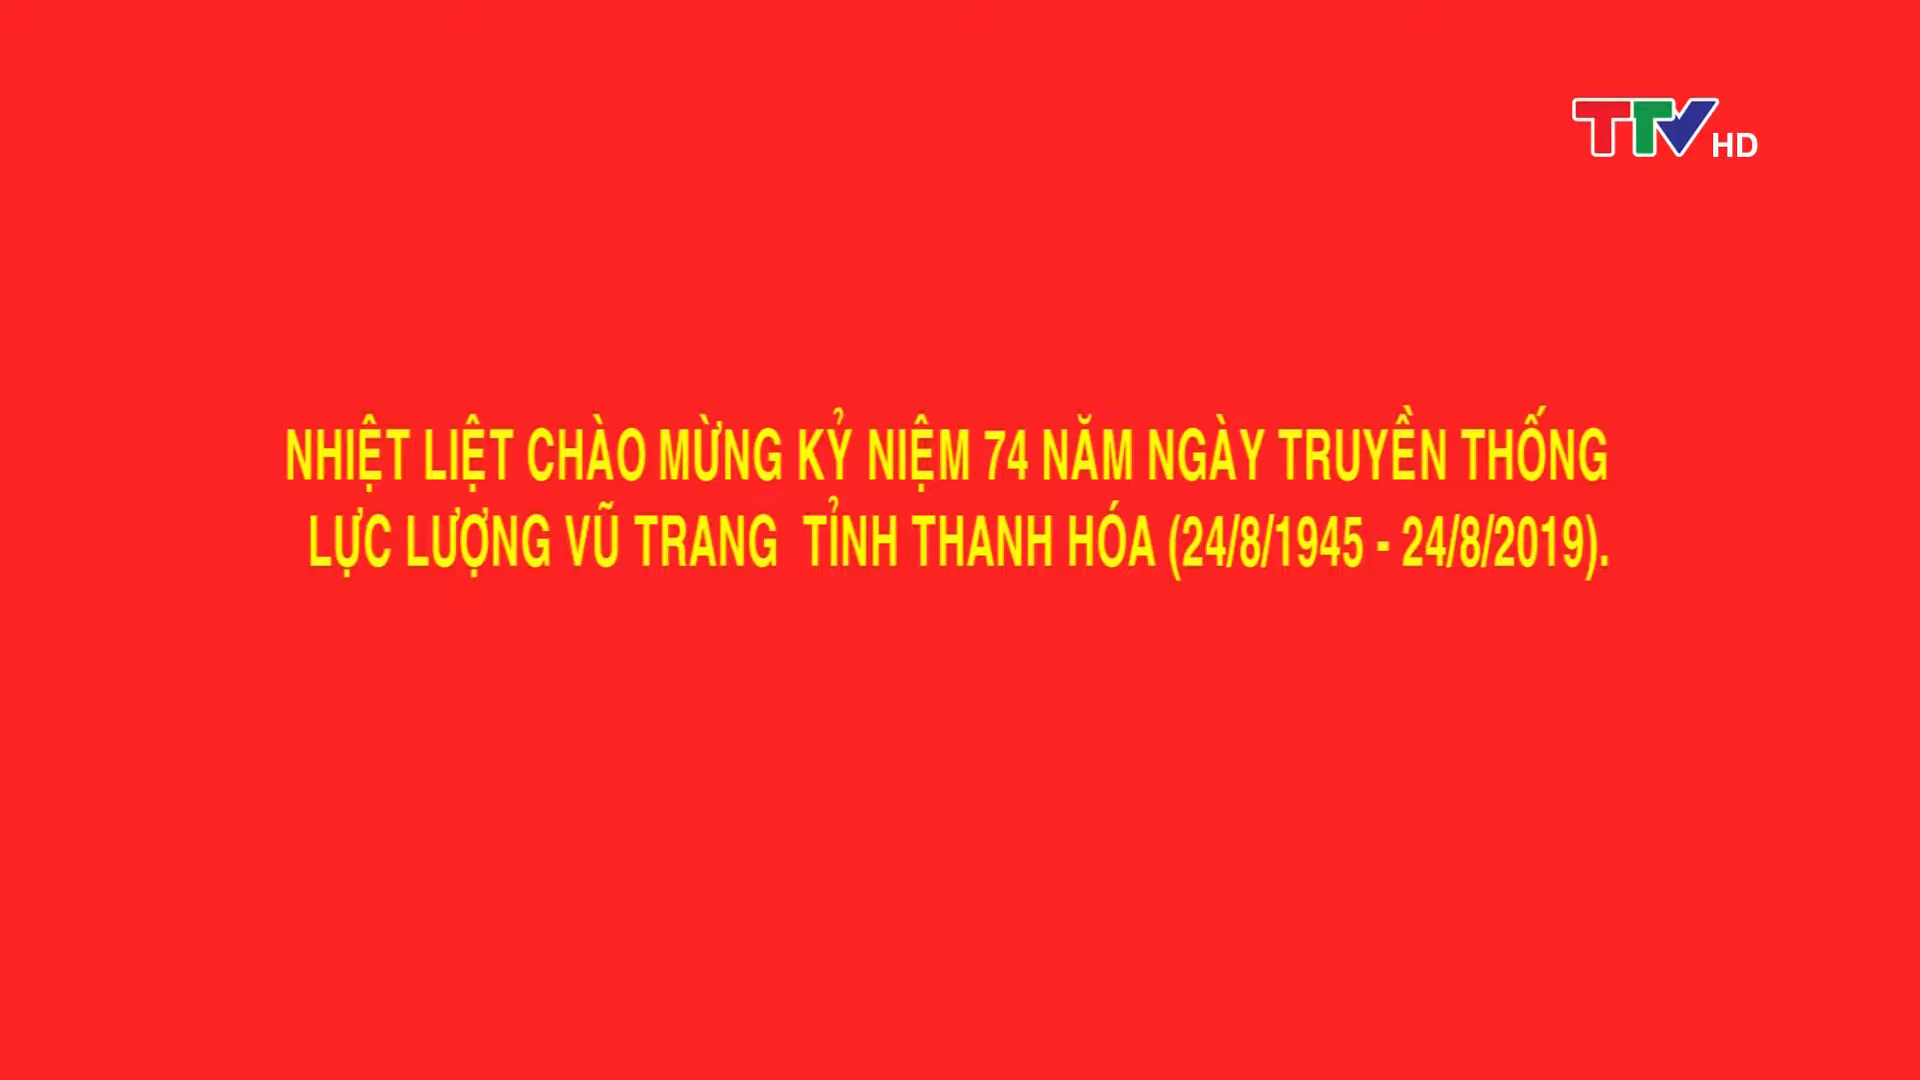 TTV HD
NHIỆT LIỆT CHÀO MỪNG KỶ NIỆM 74 NĂM NGÀY TRUYỀN THỐNG
LỰC LƯỢNG VŨ TRANG TỈNH THANH HÓA (24/8/1945 - 24/8/2019).